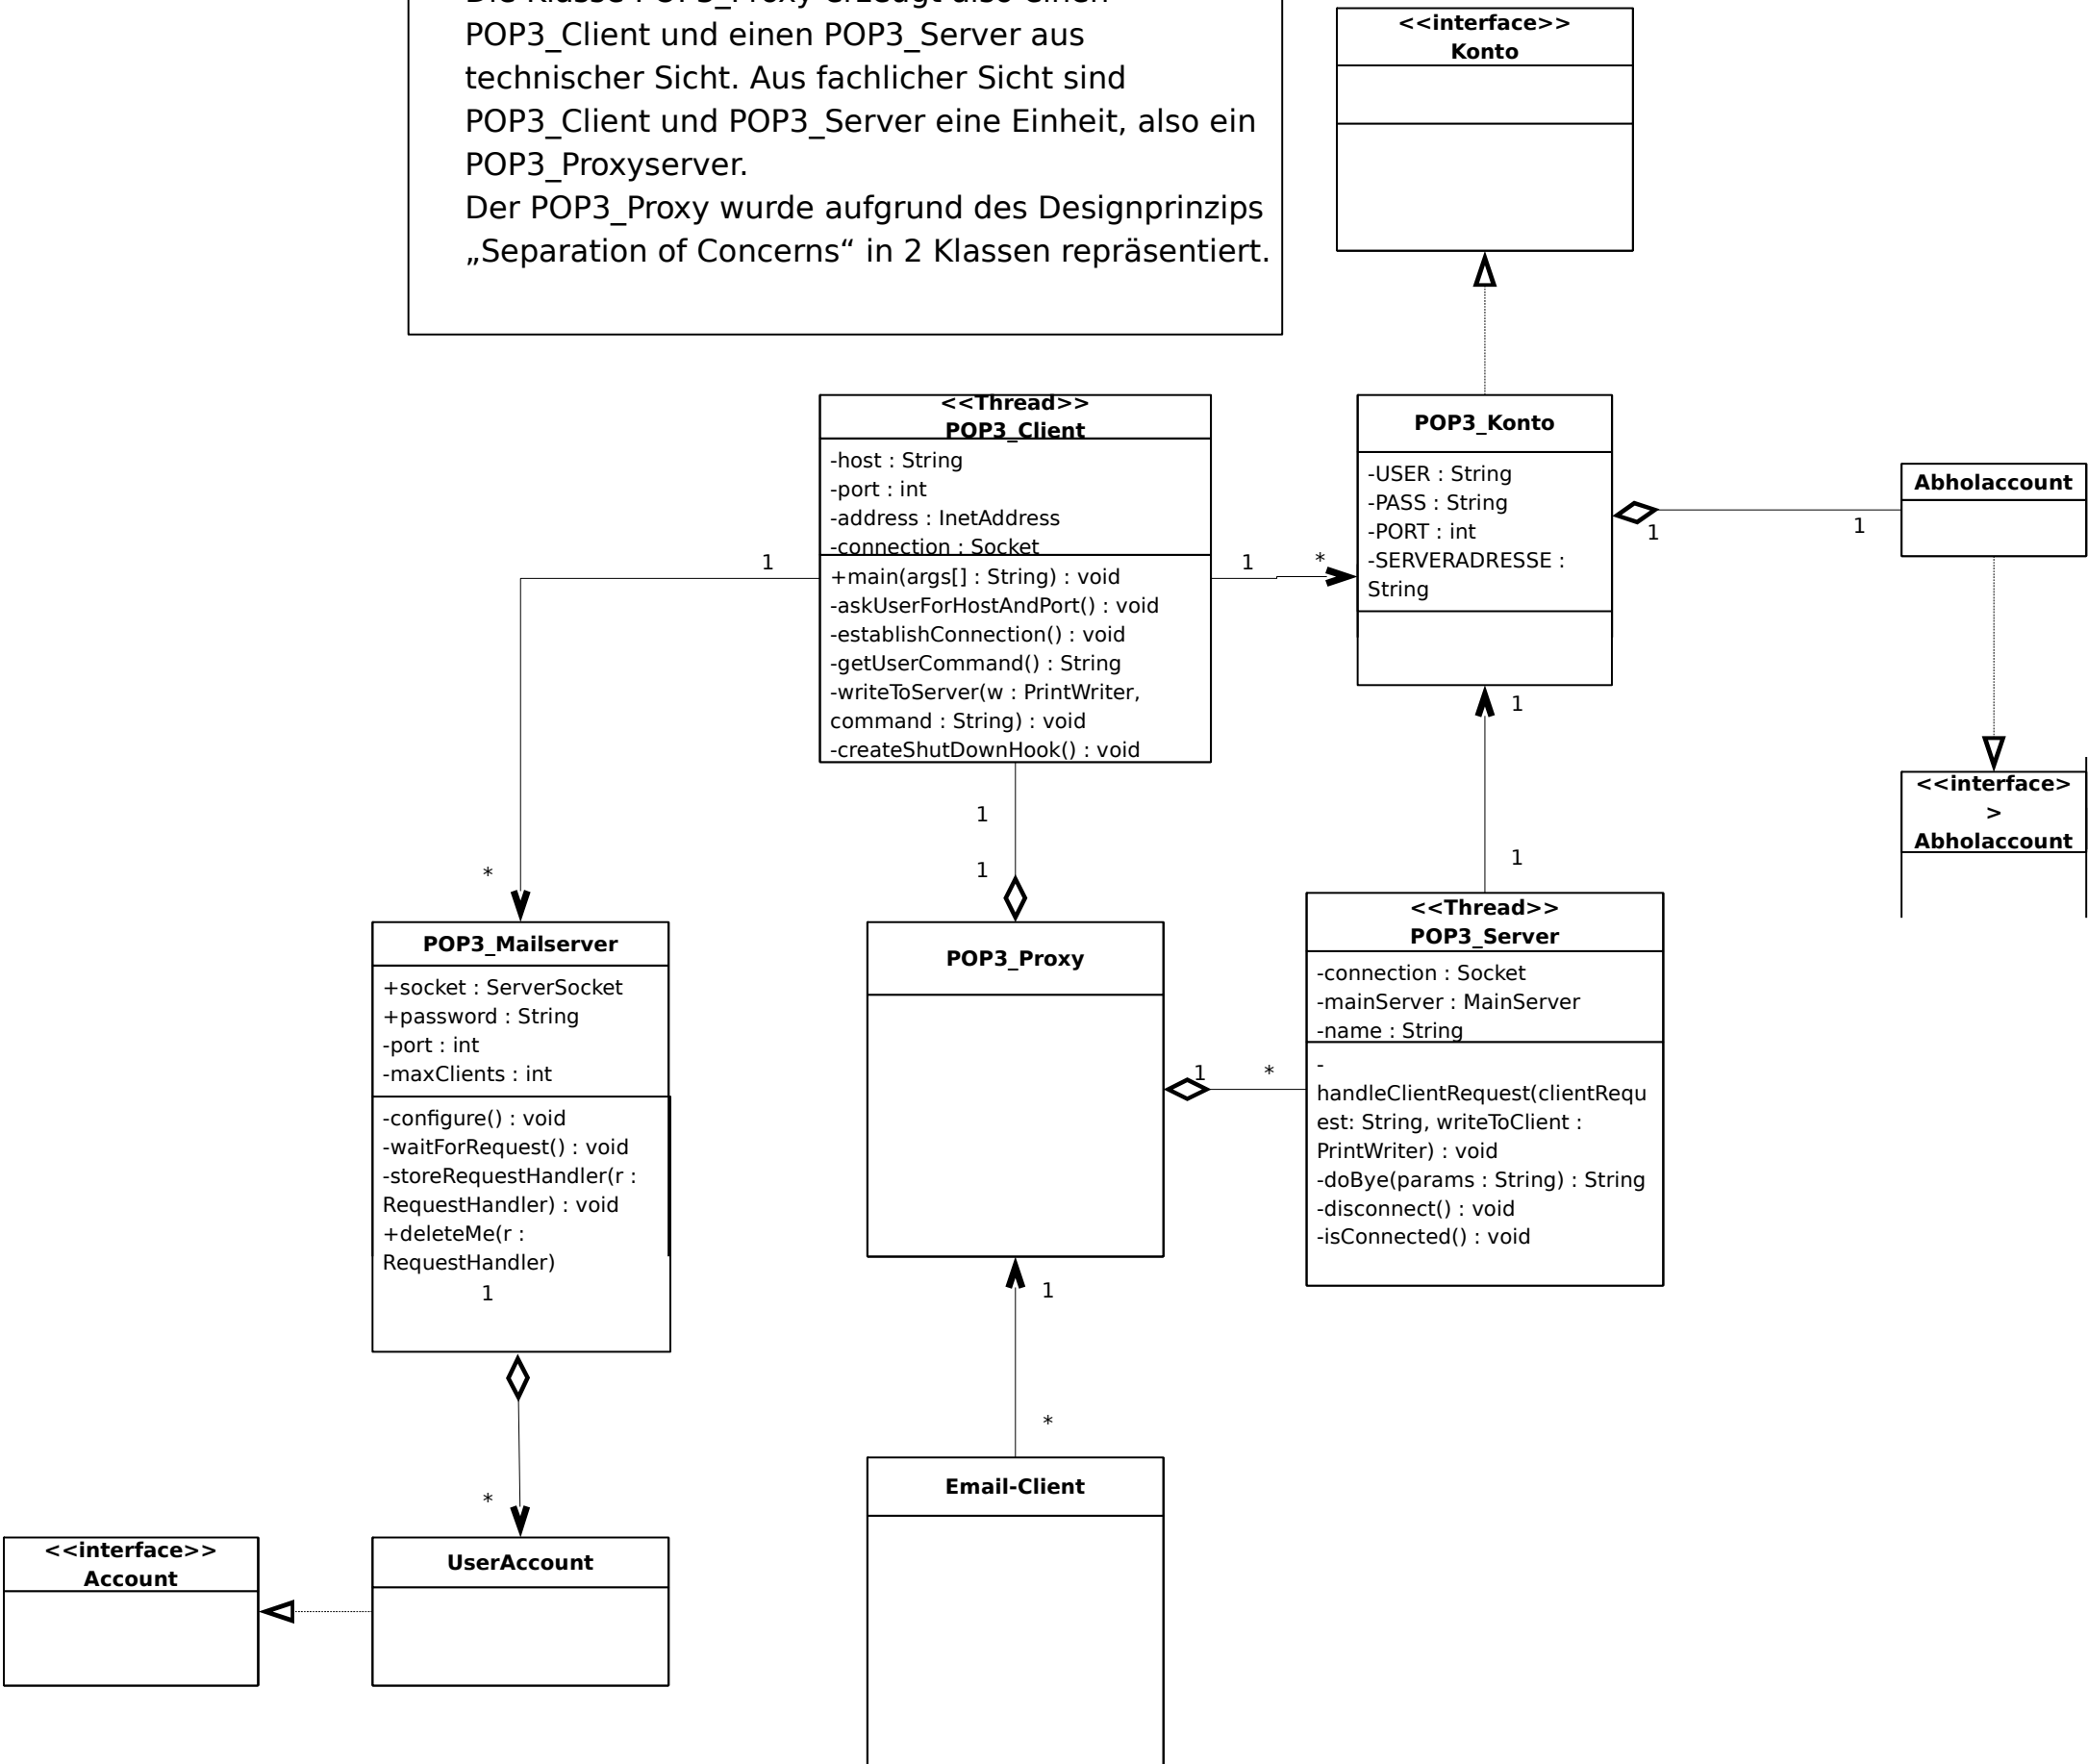 Die Klasse POP3_Proxy erzeugt also einen
POP3_Client und einen POP3_Server aus
technischer Sicht. Aus fachlicher Sicht sind
POP3_Client und POP3_Server eine Einheit, also ein
POP3_Proxyserver.
Der POP3_Proxy wurde aufgrund des Designprinzips
„Separation of Concerns“ in 2 Klassen repräsentiert.
<<interface>>
Konto
<<Thread>>
POP3_Client
-host : String
-port : int
-address : InetAddress
-connection : Socket
+main(args[] : String) : void
-askUserForHostAndPort() : void
-establishConnection() : void
-getUserCommand() : String
-writeToServer(w : PrintWriter,
command : String) : void
-createShutDownHook() : void
1
*
1
*
POP3_Konto
-USER : String
-PASS : String
-PORT : int
-SERVERADRESSE :
String
1
1
Abholaccount
<<interface>
>
Abholaccount
1
1
1
1
POP3_Mailserver
+socket : ServerSocket
+password : String
-port : int
-maxClients : int
-configure() : void
-waitForRequest() : void
-storeRequestHandler(r :
RequestHandler) : void
+deleteMe(r :
RequestHandler)
1
*
POP3_Proxy
1
*
<<Thread>>
POP3_Server
-connection : Socket
-mainServer : MainServer
-name : String
-
handleClientRequest(clientRequ
est: String, writeToClient :
PrintWriter) : void
-doBye(params : String) : String
-disconnect() : void
-isConnected() : void
1
*
Email-Client
<<interface>>
Account
UserAccount